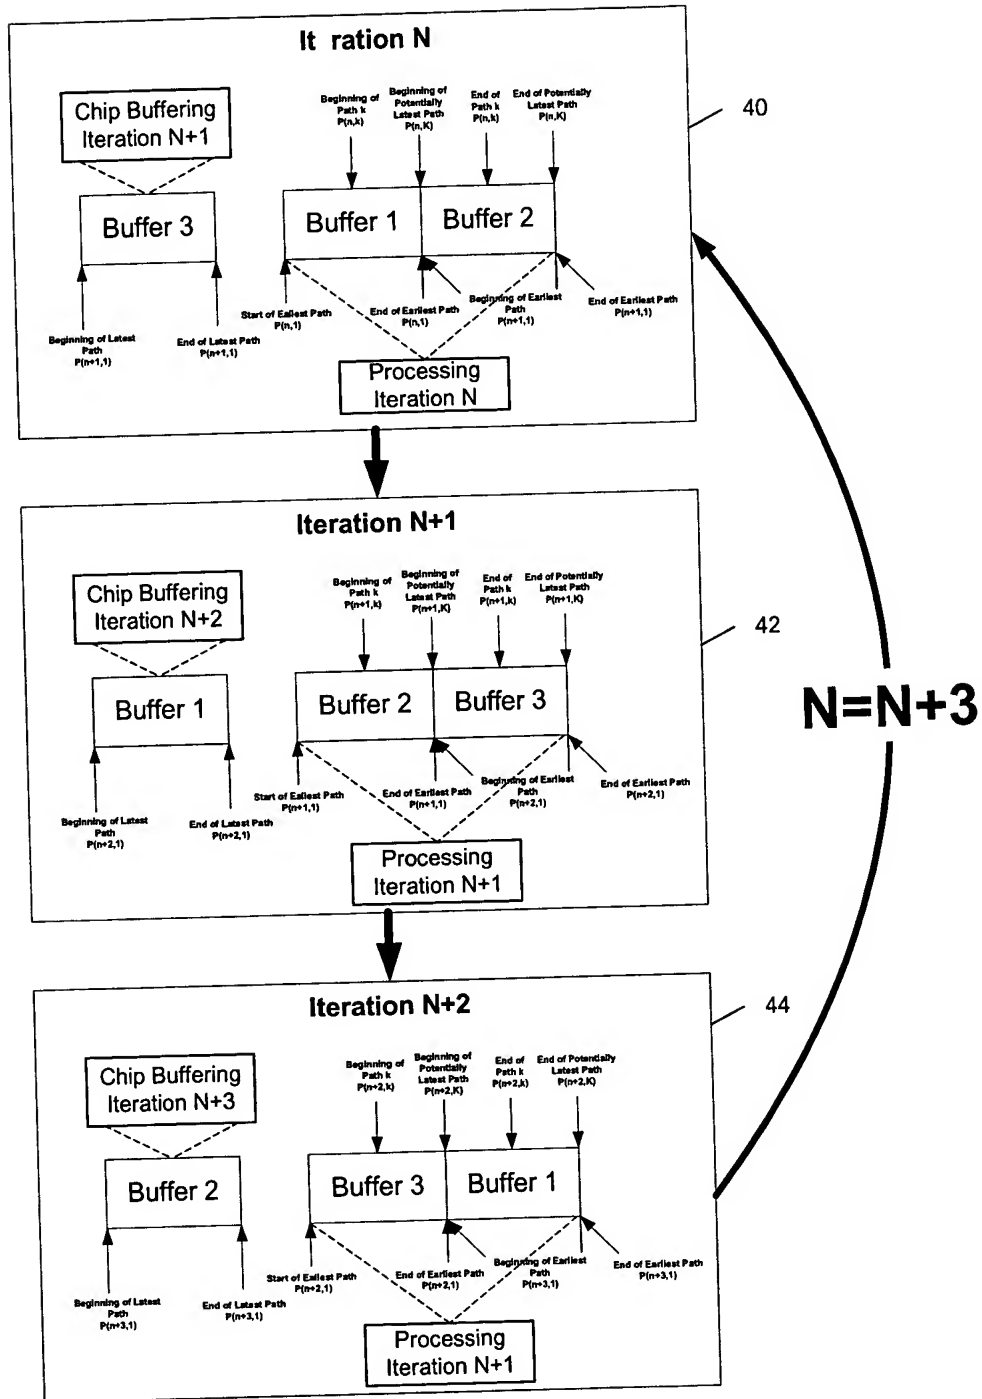 It ration N
Chip Buffering
Iteration N+1
Buffer 3
Beginning of Latest
Path
P(n+1,1)
End of Latest Path
P(n+1,1)
Beginning of
Path k
P(n,k)
Beginning of
Potentially
Latest Path
P(n,K)
End of
Path k
P(n,k)
End of Potentially
Latest Path
P(n,K)
Buffer 1
Buffer 2
Start of Earliest Path
P(n,1)
End of Earliest Path
P(n,1)
Beginning of Earliest
Path
P(n+1,1)
End of Earliest Path
P(n+1,1)
Processing
Iteration N
40
Iteration N+1
Chip Buffering
Iteration N+2
Buffer 1
Beginning of Latest
Path
P(n+2,1)
End of Latest Path
P(n+2,1)
Beginning of
Path k
P(n+1,k)
Beginning of
Potentially
Latest Path
P(n+1,K)
End of
Path k
P(n+1,k)
End of Potentially
Latest Path
P(n+1,K)
Buffer 2
Buffer 3
Start of Earliest Path
P(n+1,1)
End of Earliest Path
P(n+1,1)
Beginning of Earliest
Path
P(n+2,1)
End of Earliest Path
P(n+2,1)
Processing
Iteration N+1
42
N=N+3
Iteration N+2
Chip Buffering
Iteration N+3
Buffer 2
Beginning of Latest
Path
P(n+3,1)
End of Latest Path
P(n+3,1)
Beginning of
Path k
P(n+2,k)
Beginning of
Potentially
Latest Path
P(n+2,K)
End of
Path k
P(n+2,k)
End of Potentially
Latest Path
P(n+2,K)
Buffer 3
Buffer 1
Start of Earliest Path
P(n+2,1)
End of Earliest Path
P(n+2,1)
Beginning of Earliest
Path
P(n+3,1)
End of Earliest Path
P(n+3,1)
Processing
Iteration N+1
44